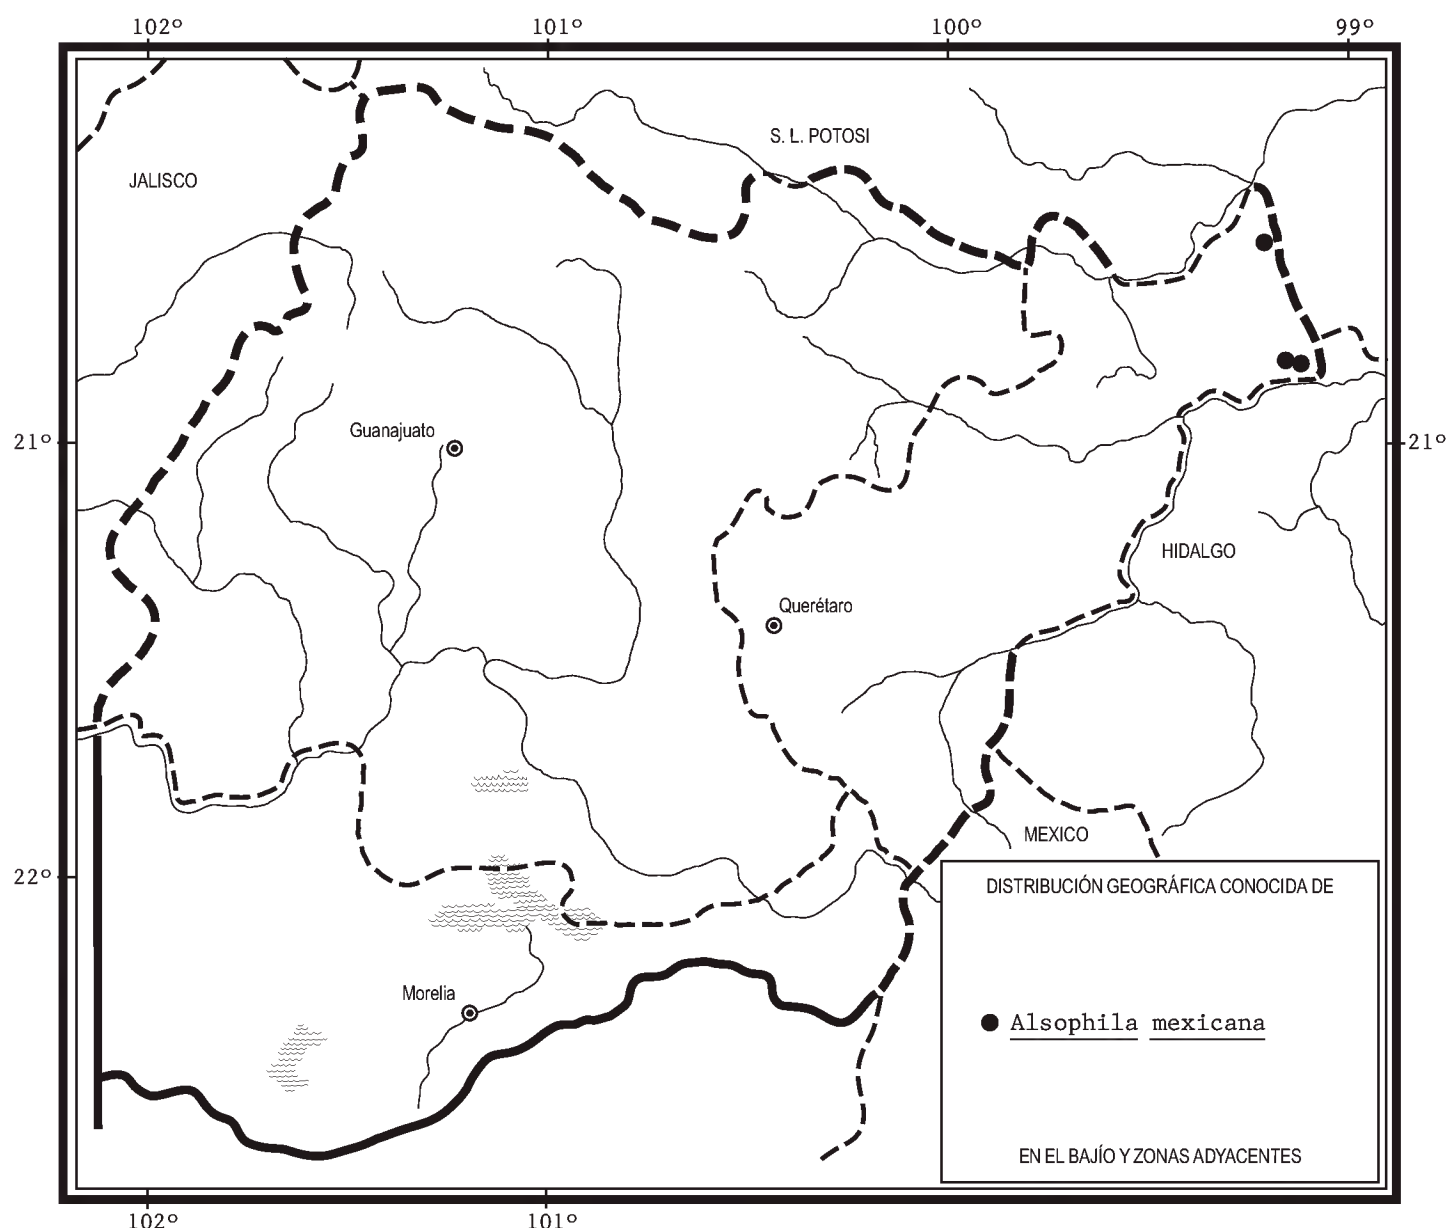 102º 101º 100º 99º
S. L. POTOSI
JALISCO
Guanajuato
21º 21º
HIDALGO
Querétaro
MEXICO
22º
DISTRIBUCIÓN GEOGRÁFICA CONOCIDA DE
Morelia
Alsophila mexicana
EN EL BAJÍO Y ZONAS ADYACENTES
102º 101º